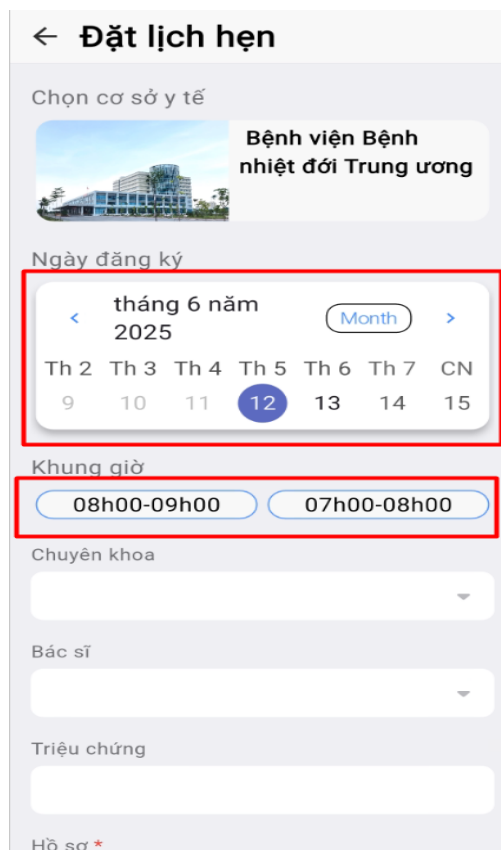 ← Đặt lịch hẹn
Chọn cơ sở y tế
Bệnh viện Bệnh
nhiệt đới Trung ương
Ngày đăng ký
< tháng 6 năm 2025 Month >
Th 2 Th 3 Th 4 Th 5 Th 6 Th 7 CN
9 10 11 12 13 14 15
Khung giờ
08h00-09h00 07h00-08h00
Chuyên khoa
Bác sĩ
Triệu chứng
Hồ sơ *